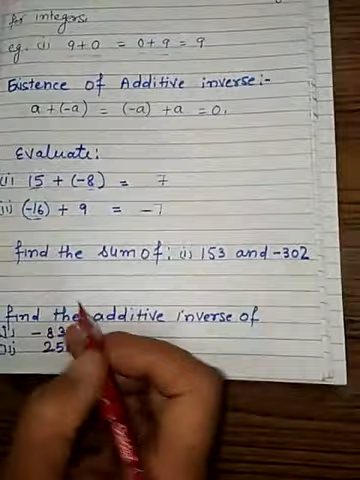 for integers
eg. (i) 9+0 = 0+9 = 9
Existence of Additive inverse:-
a+(-a) = (-a) +a = 0.
Evaluate:
(i) 15 + (-8) = 7
(ii) (-16) + 9 = -7
find the sum of: (i) 153 and -302
find the additive inverse of
(i) -83
(ii) 25